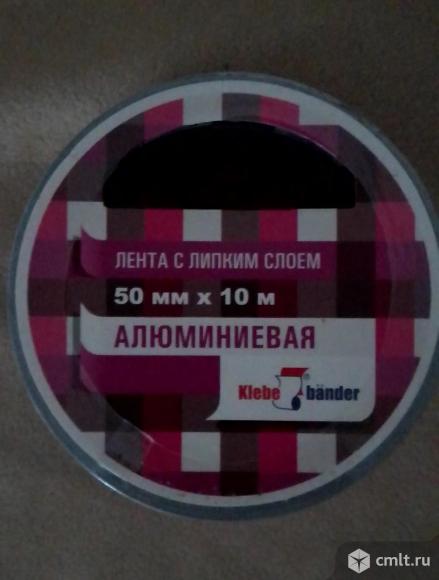 ЛЕНТА С ЛИПКИМ СЛОЕМ
50 мм х 10 м
АЛЮМИНИЕВАЯ
Klebe bänder ®
cmlt.ru